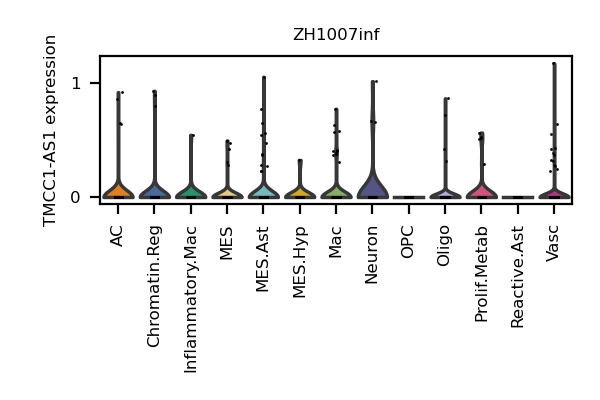 ZH1007inf
TMCC1-AS1 expression
1
0
AC
Chromatin.Reg
Inflammatory.Mac
MES
MES.Ast
MES.Hyp
Mac
Neuron
OPC
Oligo
Prolif.Metab
Reactive.Ast
Vasc